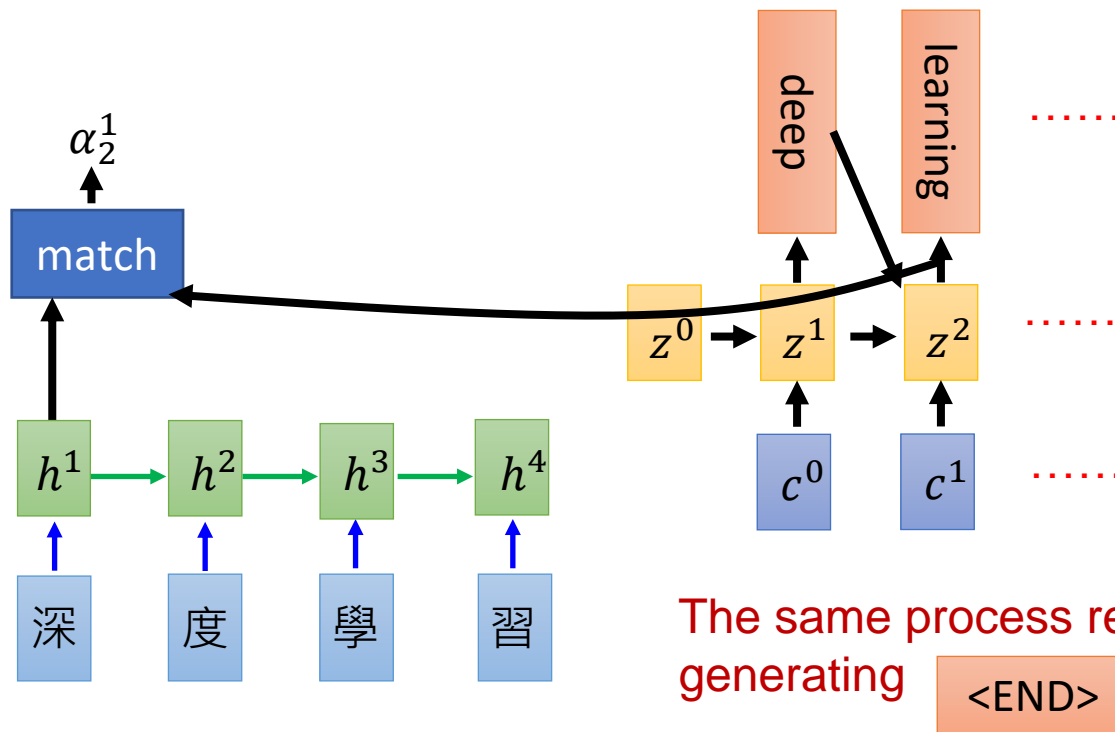 deep
learning
........
α₂¹
match
z⁰
z¹
z²
........
h¹
h²
h³
h⁴
c⁰
c¹
........
深
度
學
習
The same process re
generating
<END>